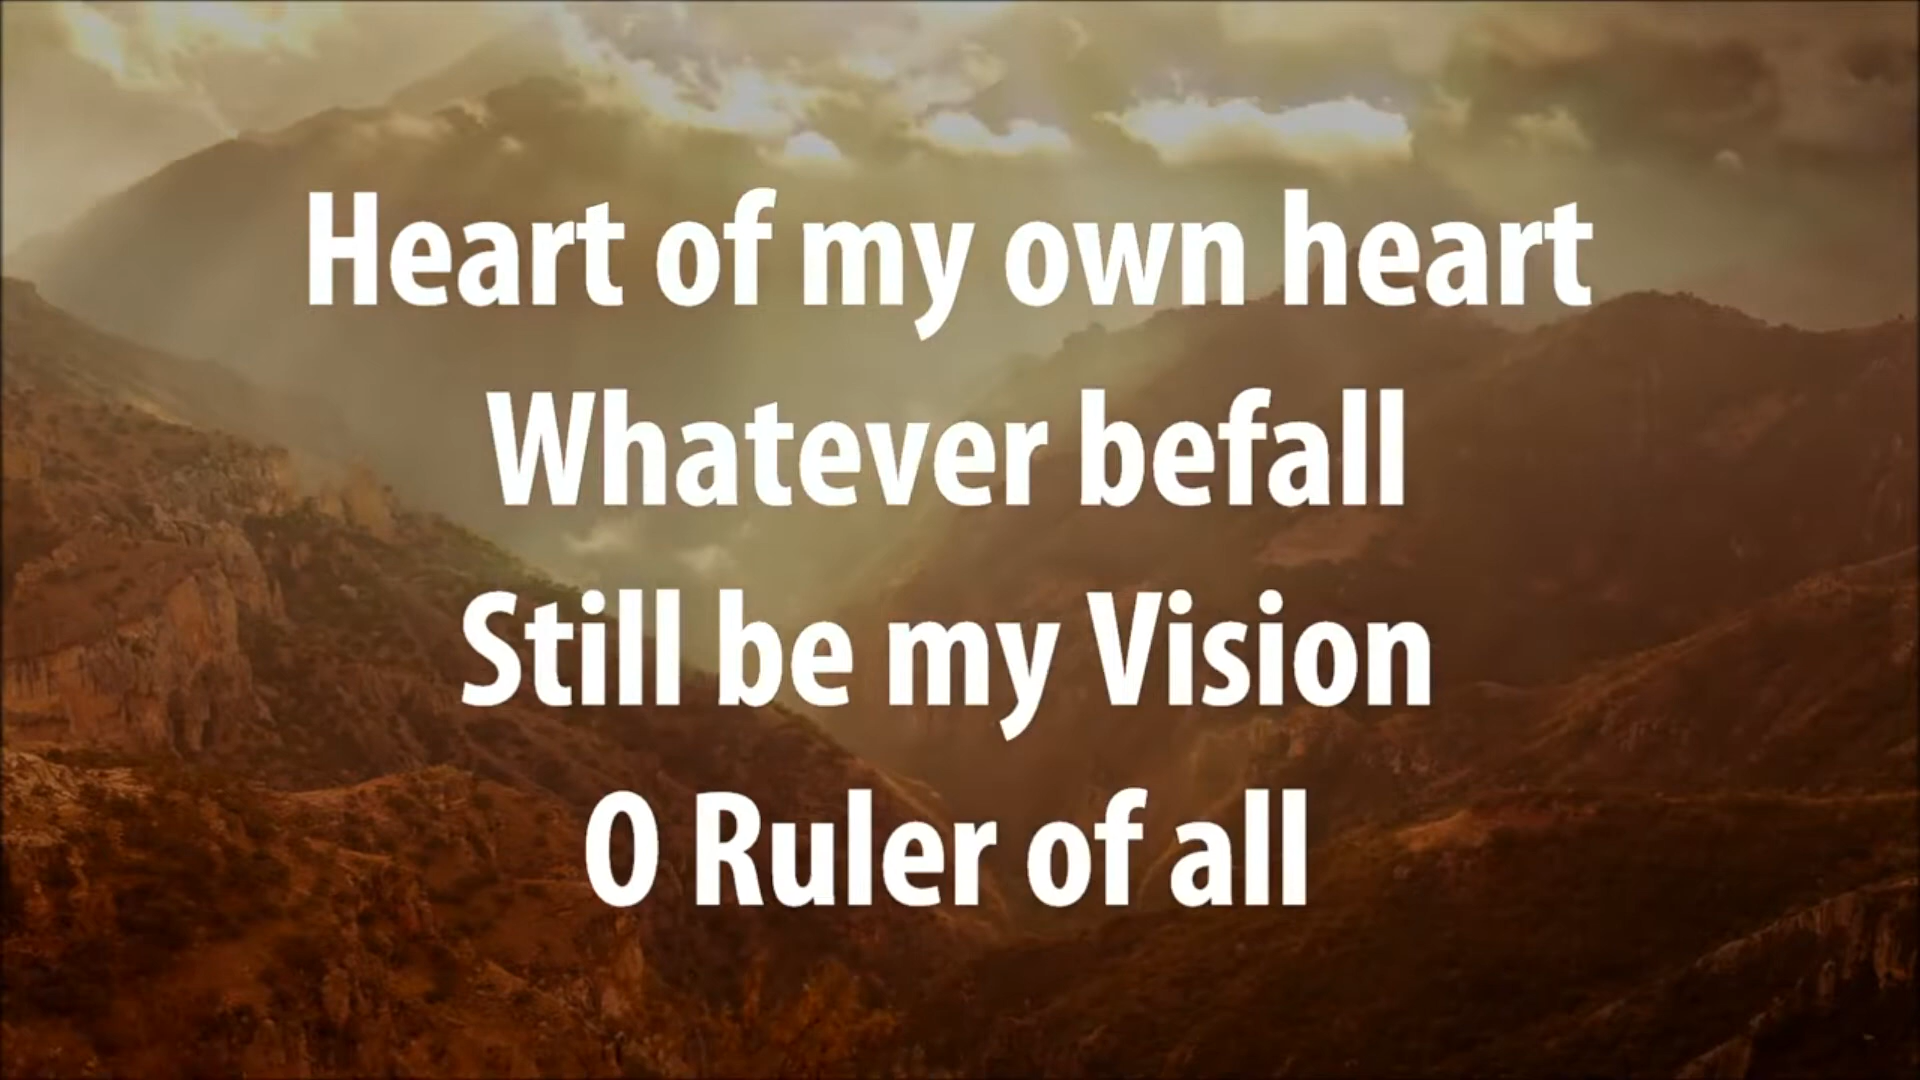 Heart of my own heart
Whatever befall
Still be my Vision
O Ruler of all